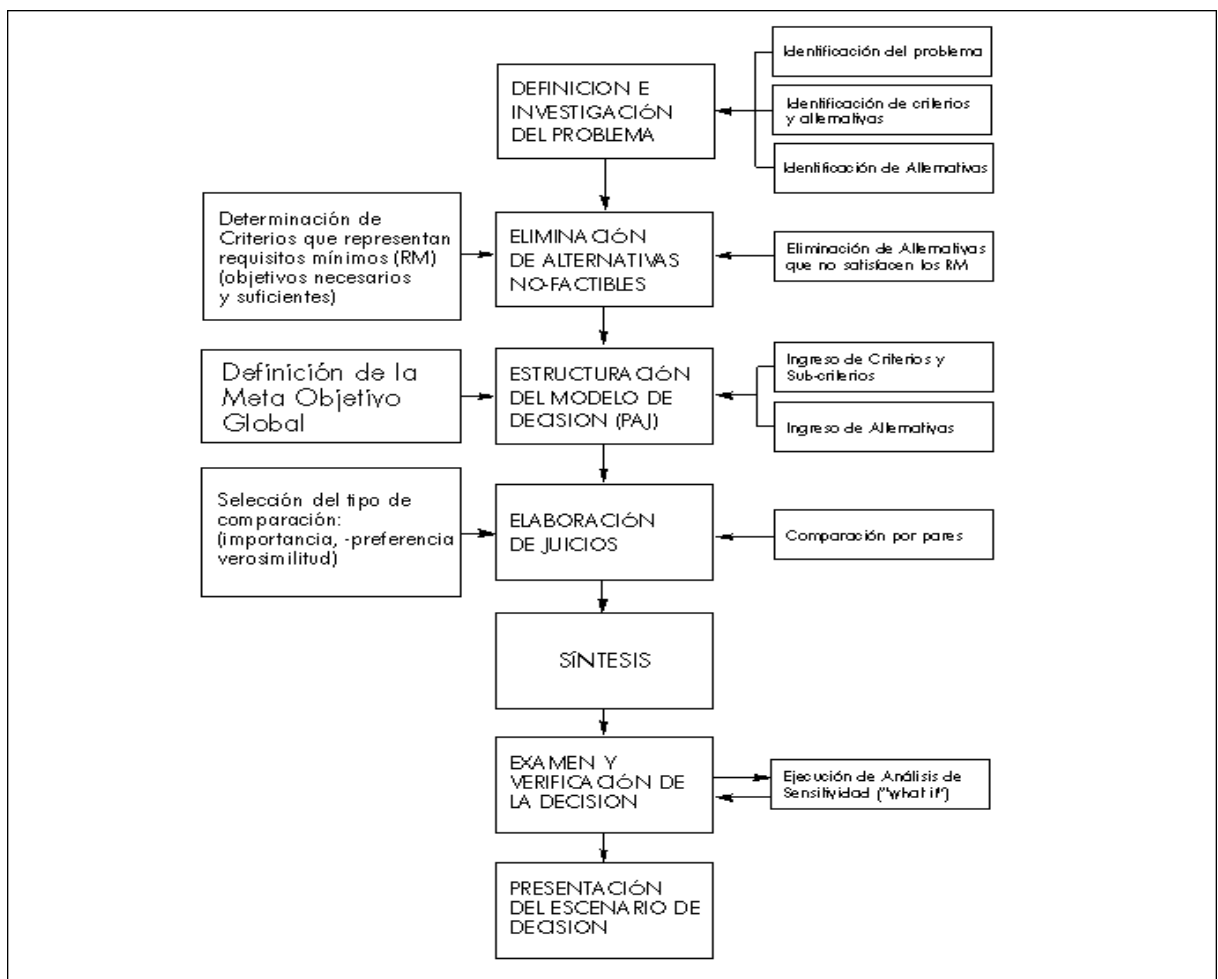 DEFINICION E
INVESTIGACIÓN
DEL PROBLEMA
Identificación del problema
Identificación de criterios
y alternativas
Identificación de Alternativas
Determinación de
Criterios que representan
requisitos mínimos (RM)
(objetivos necesarios
y suficientes)
ELIMINACIÓN
DE ALTERNATIVAS
NO-FACTIBLES
Eliminación de Alternativas
que no satisfacen los RM
Definición de la
Meta Objetivo
Global
ESTRUCTURACIÓN
DEL MODELO DE
DECISION (PAJ)
Ingreso de Criterios y
Sub-criterios
Ingreso de Alternativas
Selección del tipo de
comparación:
(importancia, -preferencia
verosimilitud)
ELABORACIÓN
DE JUICIOS
Comparación por pares
SÍNTESIS
EXAMEN Y
VERIFICACIÓN DE
LA DECISION
Ejecución de Análisis de
Sensitividad ("what if")
PRESENTACIÓN
DEL ESCENARIO DE
DECISION